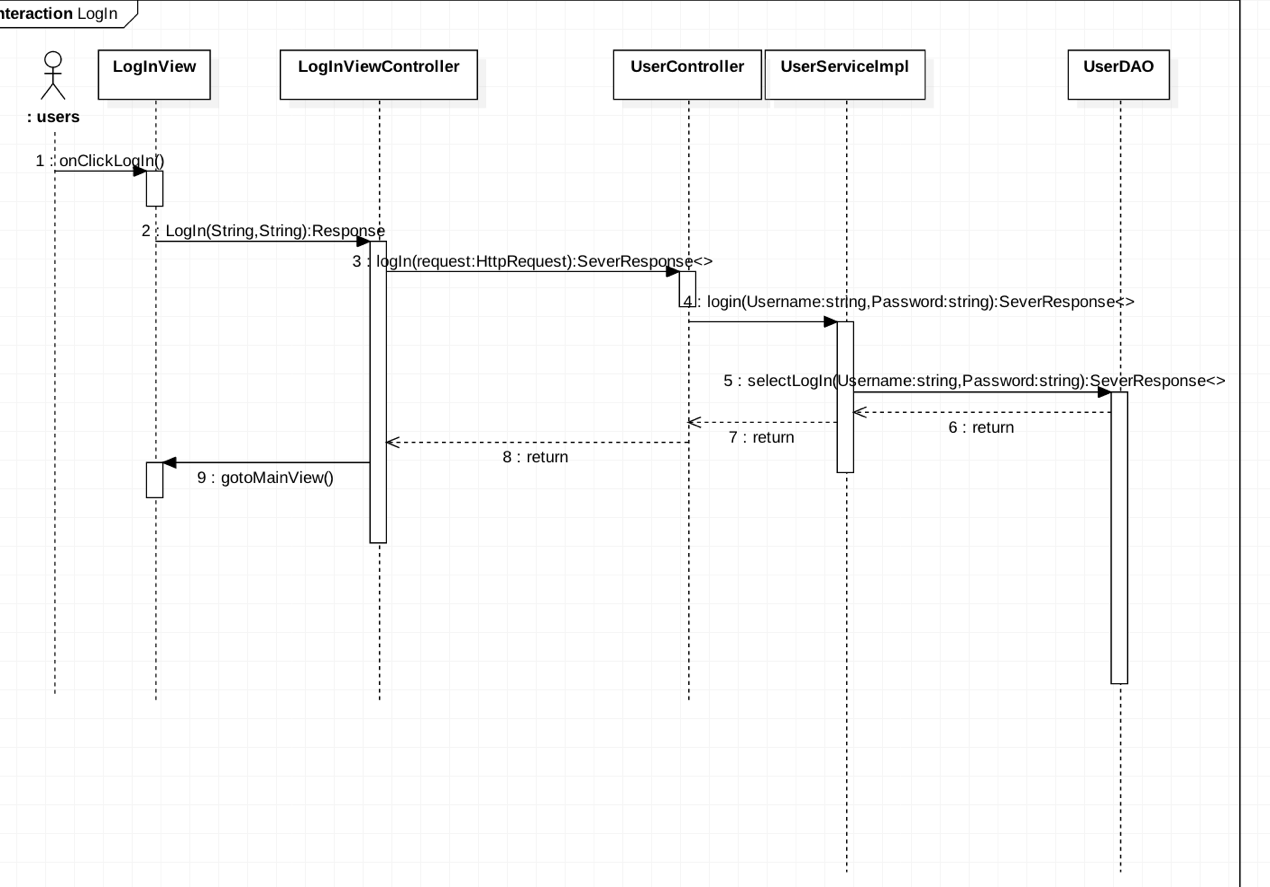 nteraction LogIn
LogInView
LogInViewController
UserController
UserServiceImpl
UserDAO
: users
1 : onClickLogIn()
2 : LogIn(String,String):Response
3 : logIn(request:HttpRequest):SeverResponse<>
4 : login(Username:string,Password:string):SeverResponse<>
5 : selectLogIn(Username:string,Password:string):SeverResponse<>
6 : return
7 : return
8 : return
9 : gotoMainView()